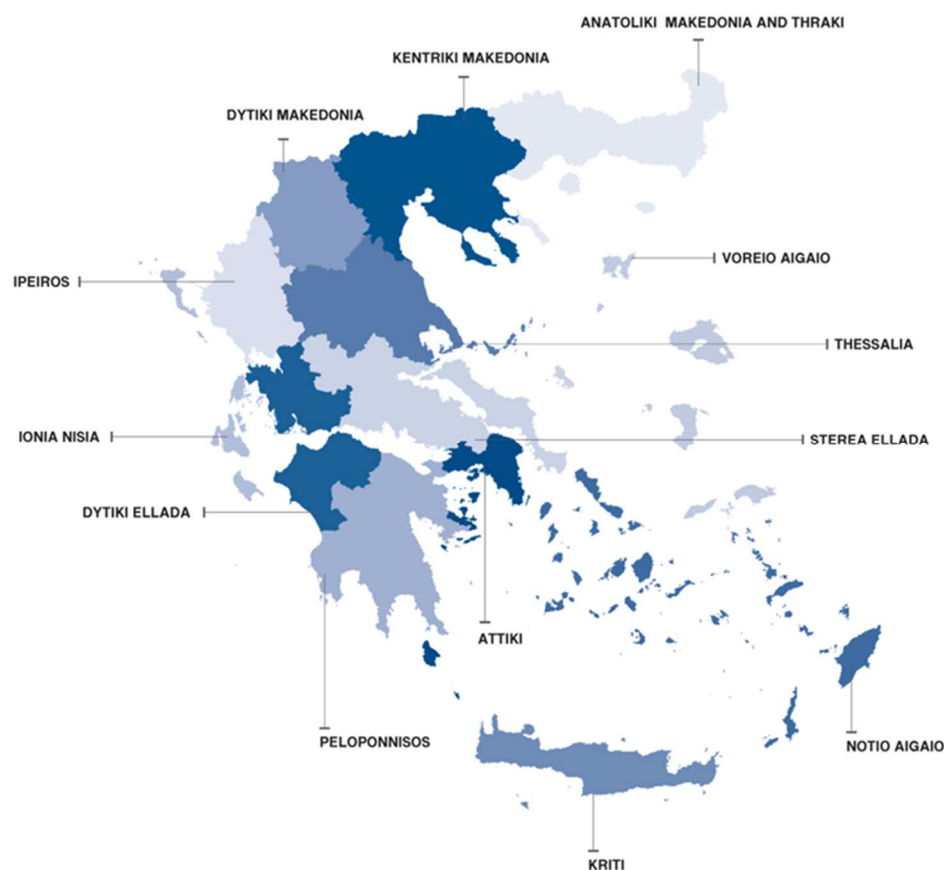 ANATOLIKI MAKEDONIA AND THRAKI
KENTRIKI MAKEDONIA
DYTIKI MAKEDONIA
VOREIO AIGAIO
IPEIROS
THESSALIA
IONIA NISIA
STEREA ELLADA
DYTIKI ELLADA
ATTIKI
PELOPONNISOS
NOTIO AIGAIO
KRITI